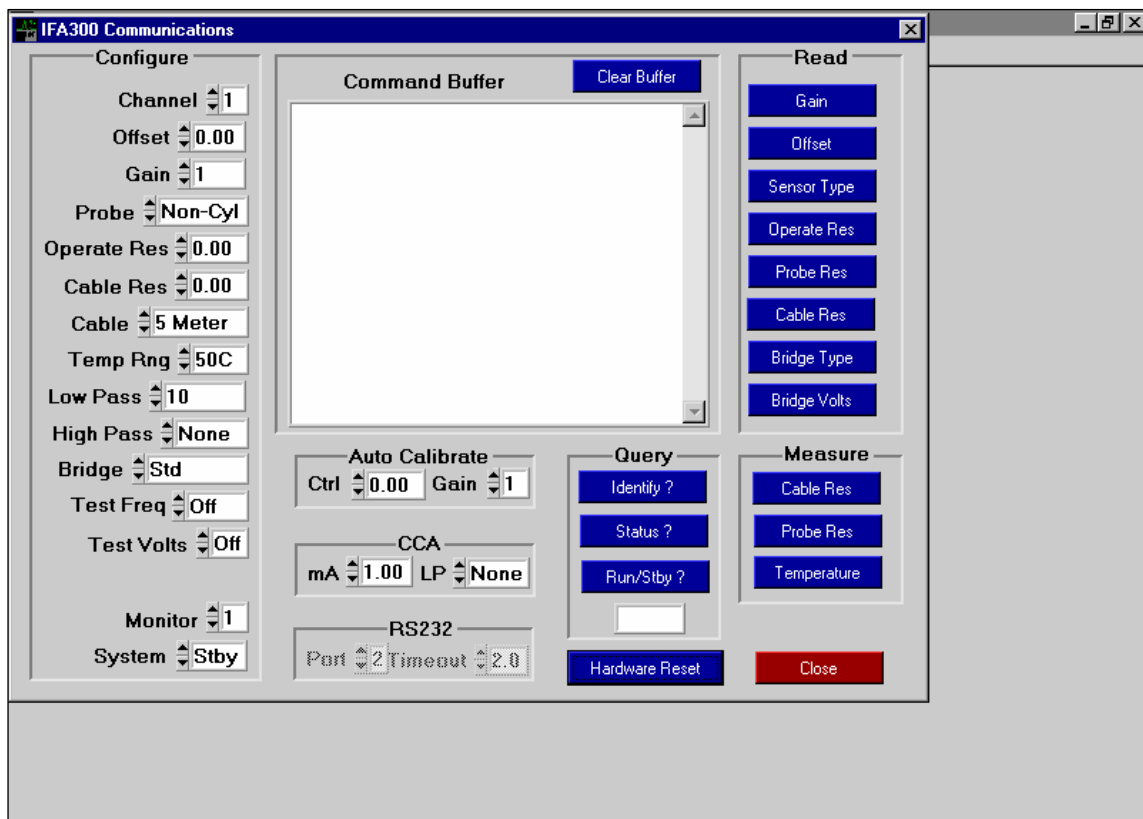 IFA300 Communications
Configure
Channel 1
Offset 0.00
Gain 1
Probe Non-Cyl
Operate Res 0.00
Cable Res 0.00
Cable 5 Meter
Temp Rng 50C
Low Pass 10
High Pass None
Bridge Std
Test Freq Off
Test Volts Off
Monitor 1
System Stby
Command Buffer
Clear Buffer
Auto Calibrate
Ctrl 0.00 Gain 1
CCA
mA 1.00 LP None
RS232
Port 2 Timeout 2.0
Query
Identify ?
Status ?
Run/Stby ?
Hardware Reset
Read
Gain
Offset
Sensor Type
Operate Res
Probe Res
Cable Res
Bridge Type
Bridge Volts
Measure
Cable Res
Probe Res
Temperature
Close